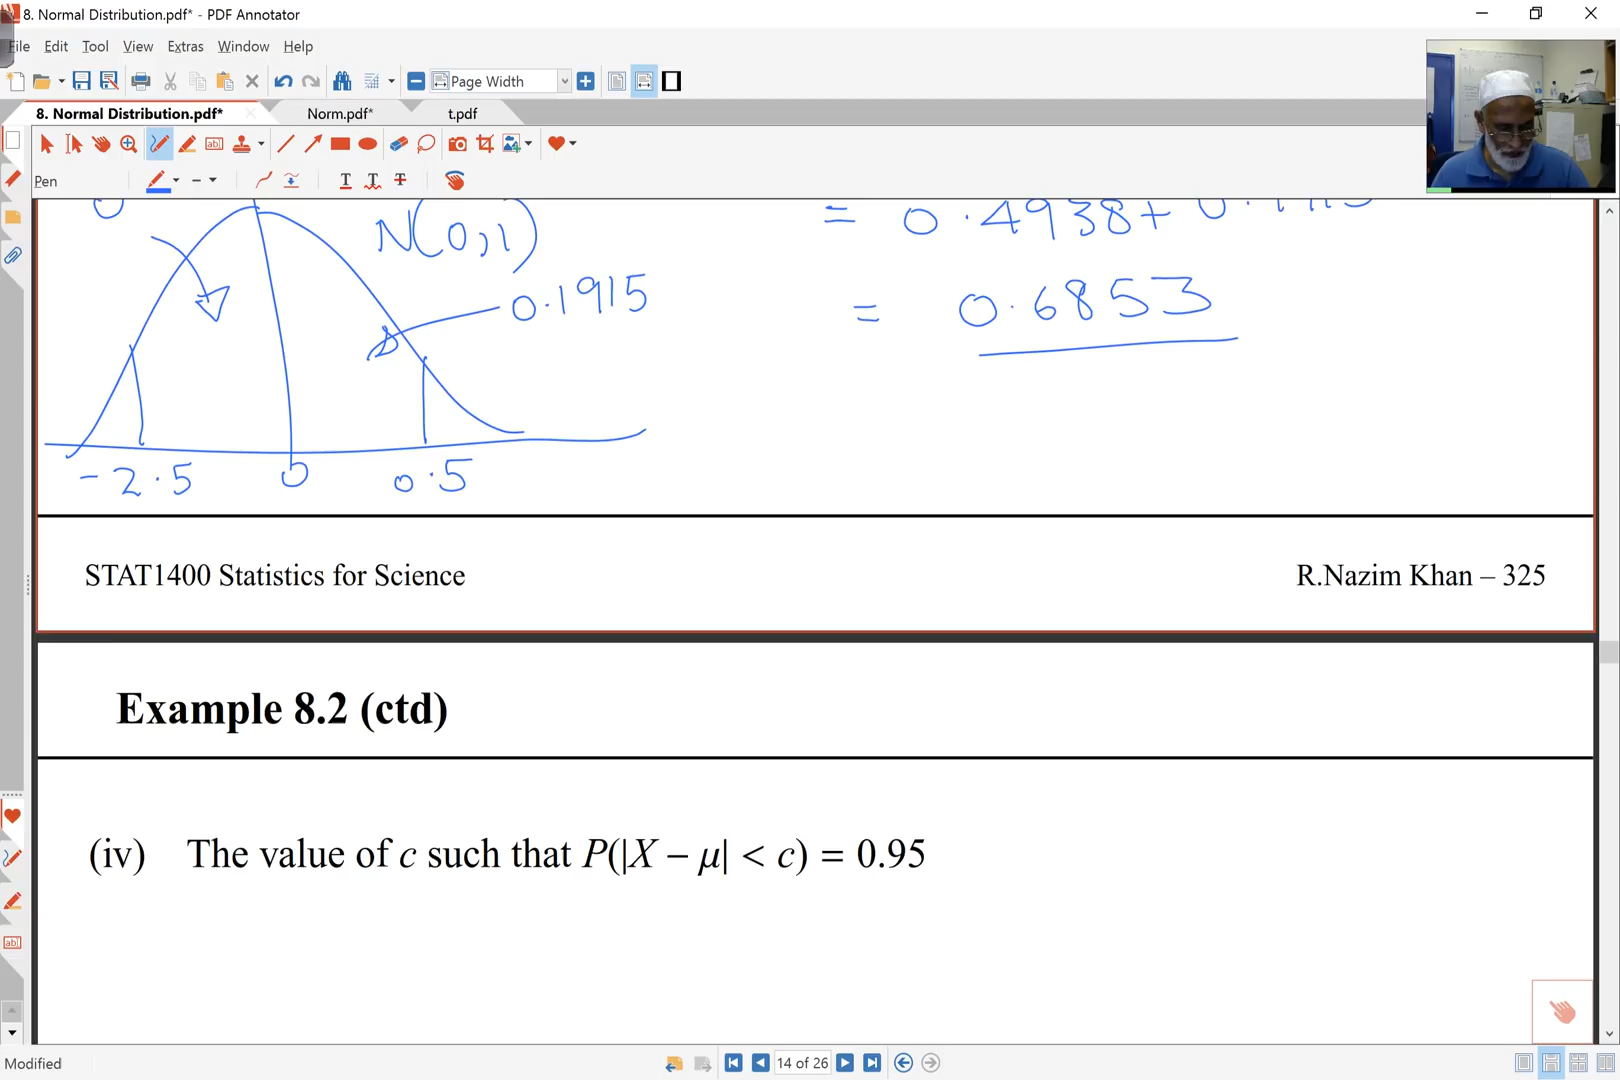 8. Normal Distribution.pdf* - PDF Annotator
File Edit Tool View Extras Window Help
Page Width
8. Normal Distribution.pdf* Norm.pdf* t.pdf
Pen
N(0,1)
= 0.4938+
0.1915
= 0.6853
-2.5 0 0.5
STAT1400 Statistics for Science R.Nazim Khan – 325
Example 8.2 (ctd)
(iv) The value of c such that P(|X − μ| < c) = 0.95
Modified 14 of 26